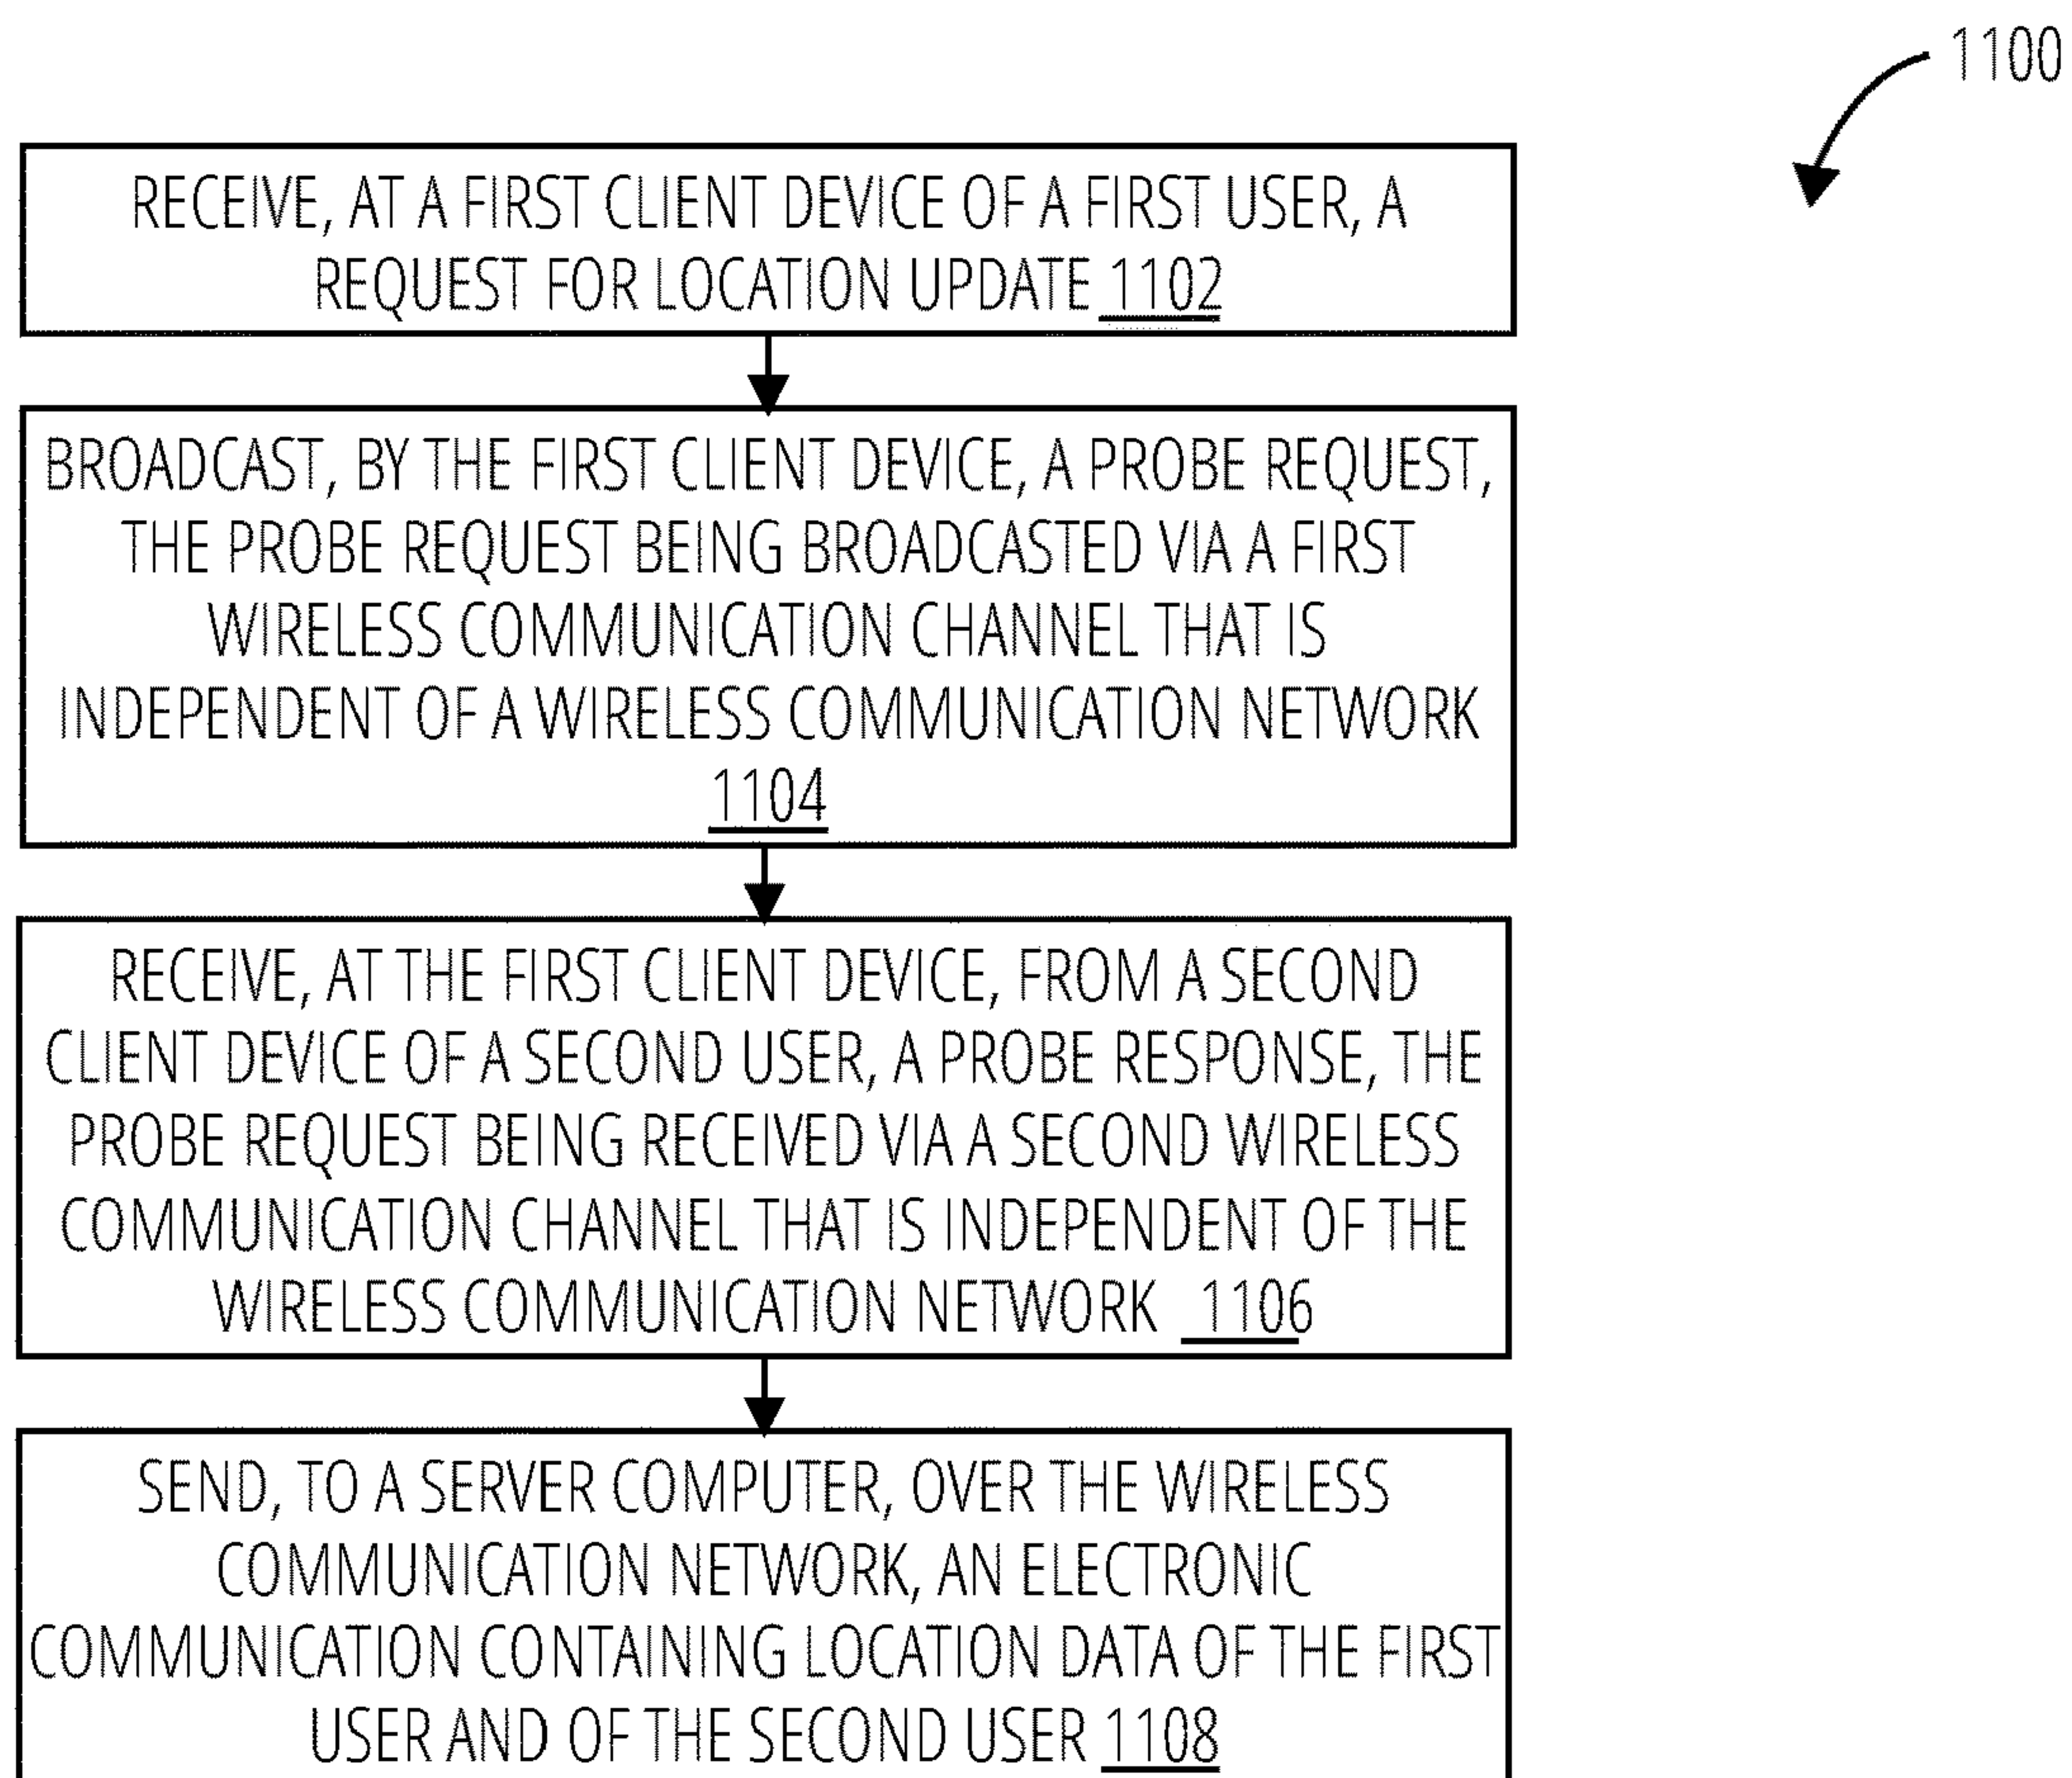 1100
RECEIVE, AT A FIRST CLIENT DEVICE OF A FIRST USER, A
REQUEST FOR LOCATION UPDATE 1102
BROADCAST, BY THE FIRST CLIENT DEVICE, A PROBE REQUEST,
THE PROBE REQUEST BEING BROADCASTED VIA A FIRST
WIRELESS COMMUNICATION CHANNEL THAT IS
INDEPENDENT OF A WIRELESS COMMUNICATION NETWORK
1104
RECEIVE, AT THE FIRST CLIENT DEVICE, FROM A SECOND
CLIENT DEVICE OF A SECOND USER, A PROBE RESPONSE, THE
PROBE REQUEST BEING RECEIVED VIA A SECOND WIRELESS
COMMUNICATION CHANNEL THAT IS INDEPENDENT OF THE
WIRELESS COMMUNICATION NETWORK 1106
SEND, TO A SERVER COMPUTER, OVER THE WIRELESS
COMMUNICATION NETWORK, AN ELECTRONIC
COMMUNICATION CONTAINING LOCATION DATA OF THE FIRST
USER AND OF THE SECOND USER 1108